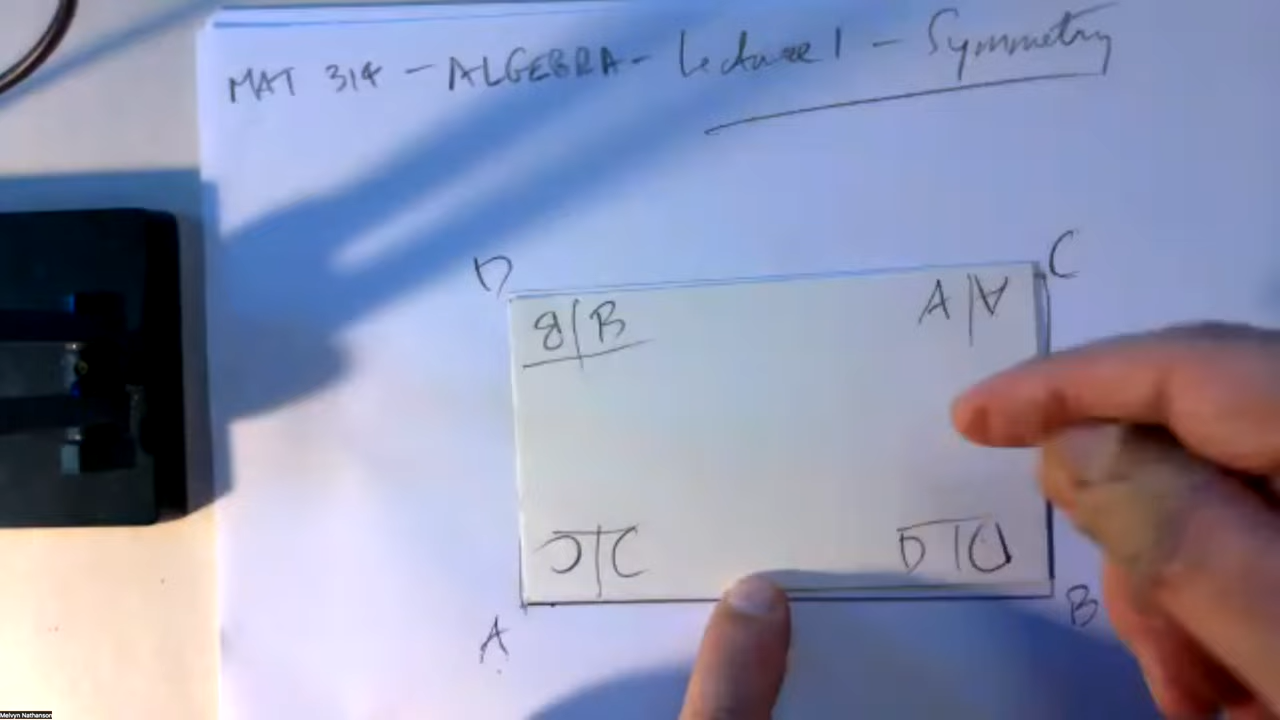 MAT 314 - ALGEBRA - Lecture 1 - Symmetry
D C
B | B A | A
C | C D | D
A B
Melvyn Nathanson